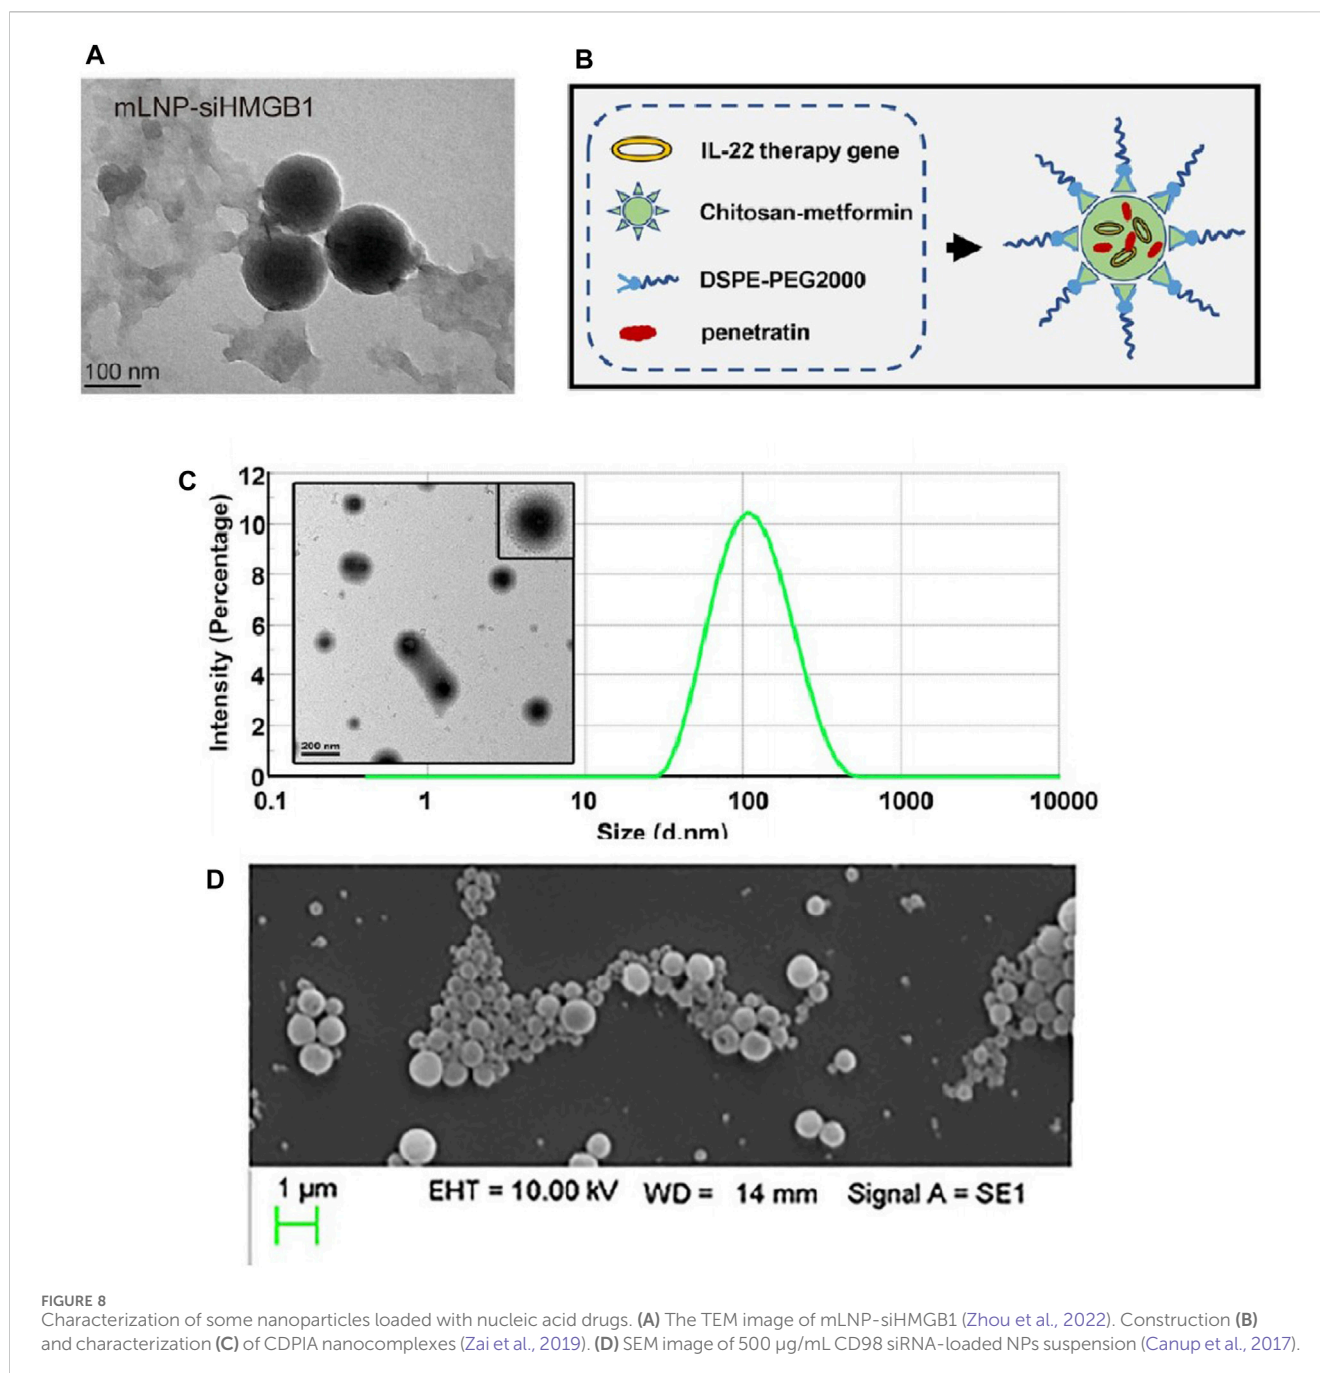 A
mLNP-siHMGB1
100 nm
B
IL-22 therapy gene
Chitosan-metformin
DSPE-PEG2000
penetratin
C
Intensity (Percentage)
12
10
8
6
4
2
0
200 nm
0.1 1 10 100 1000 10000
Size (d.nm)
D
1 μm EHT = 10.00 kV WD = 14 mm Signal A = SE1
FIGURE 8
Characterization of some nanoparticles loaded with nucleic acid drugs. (A) The TEM image of mLNP-siHMGB1 (Zhou et al., 2022). Construction (B)
and characterization (C) of CDPIA nanocomplexes (Zai et al., 2019). (D) SEM image of 500 μg/mL CD98 siRNA-loaded NPs suspension (Canup et al., 2017).